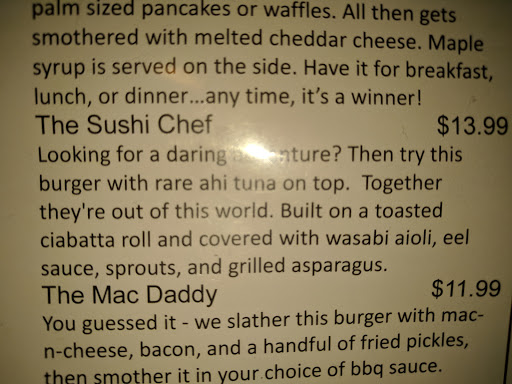 palm sized pancakes or waffles. All then gets
smothered with melted cheddar cheese. Maple
syrup is served on the side. Have it for breakfast,
lunch, or dinner...any time, it's a winner!
The Sushi Chef $13.99
Looking for a daring Then try this
burger with rare ahi tuna on top. Together
they're out of this world. Built on a toasted
ciabatta roll and covered with wasabi aioli, eel
sauce, sprouts, and grilled asparagus.
The Mac Daddy $11.99
You guessed it - we slather this burger with mac-
n-cheese, bacon, and a handful of fried pickles,
then smother it in your choice of bbq sauce.